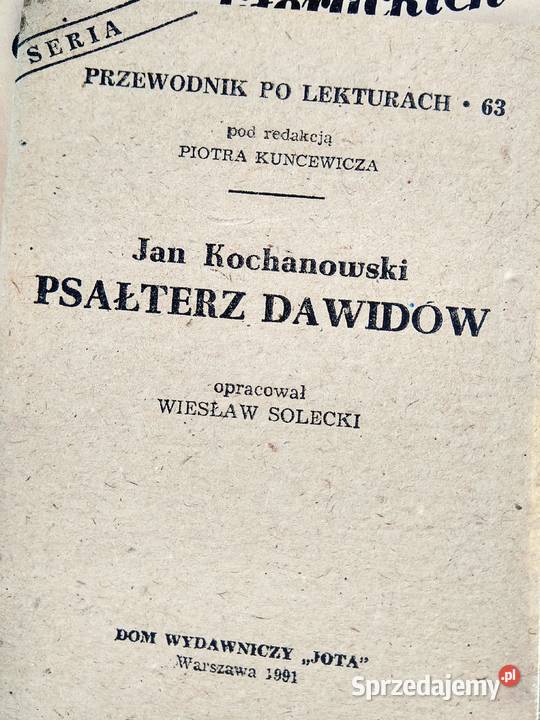 SERIA
PRZEWODNIK PO LEKTURACH • 63
pod redakcją
PIOTRA KUNCEWICZA
Jan Kochanowski
PSAŁTERZ DAWIDÓW
opracował
WIESŁAW SOLECKI
DOM WYDAWNICZY „JOTA”
Warszawa 1991
Sprzedajemy.pl